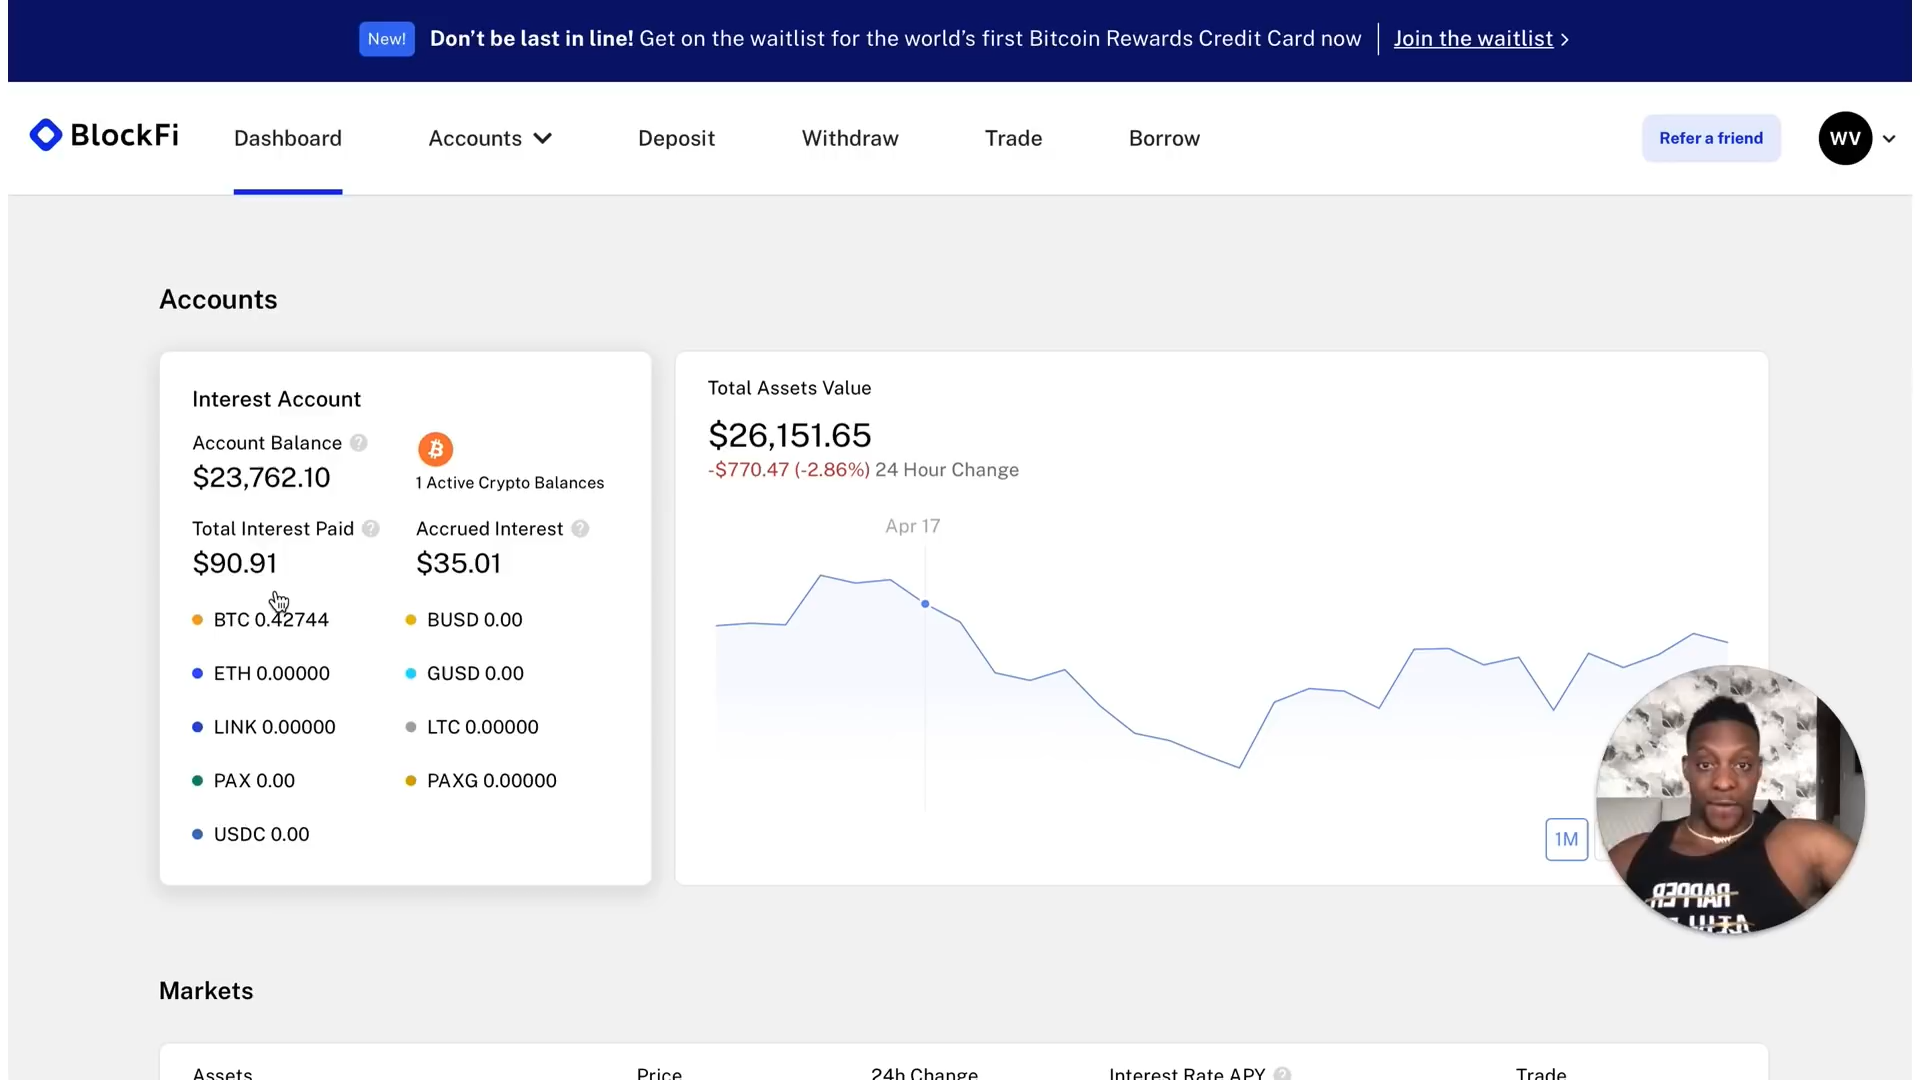 New! Don’t be last in line! Get on the waitlist for the world’s first Bitcoin Rewards Credit Card now Join the waitlist >
BlockFi Dashboard Accounts Deposit Withdraw Trade Borrow Refer a friend WV
Accounts
Interest Account
Account Balance ?
$23,762.10
1 Active Crypto Balances
Total Interest Paid ? Accrued Interest ?
$90.91 $35.01
BTC 0.42744 BUSD 0.00
ETH 0.00000 GUSD 0.00
LINK 0.00000 LTC 0.00000
PAX 0.00 PAXG 0.00000
USDC 0.00
Total Assets Value
$26,151.65
-$770.47 (-2.86%) 24 Hour Change
Apr 17
1M
RAPPER
Markets
Assets Price 24h Change Interest Rate APY ? Trade